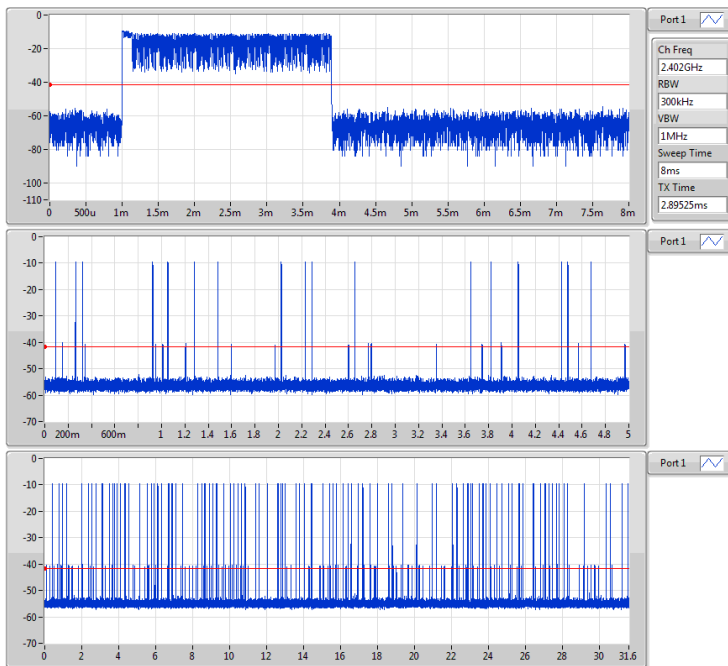 -10
-20
-40
-60
-80
-100
-110
0 500u 1m 1.5m 2m 2.5m 3m 3.5m 4m 4.5m 5m 5.5m 6m 6.5m 7m 7.5m 8m
Port 1
Ch Freq
2.402GHz
RBW
300kHz
VBW
1MHz
Sweep Time
8ms
TX Time
2.89525ms
0
-10
-20
-30
-40
-50
-60
-70
0 200m 600m 1 1.2 1.4 1.6 1.8 2 2.2 2.4 2.6 2.8 3 3.2 3.4 3.6 3.8 4 4.2 4.4 4.6 4.8 5
Port 1
0
-10
-20
-30
-40
-50
-60
-70
0 2 4 6 8 10 12 14 16 18 20 22 24 26 28 30 31.6
Port 1